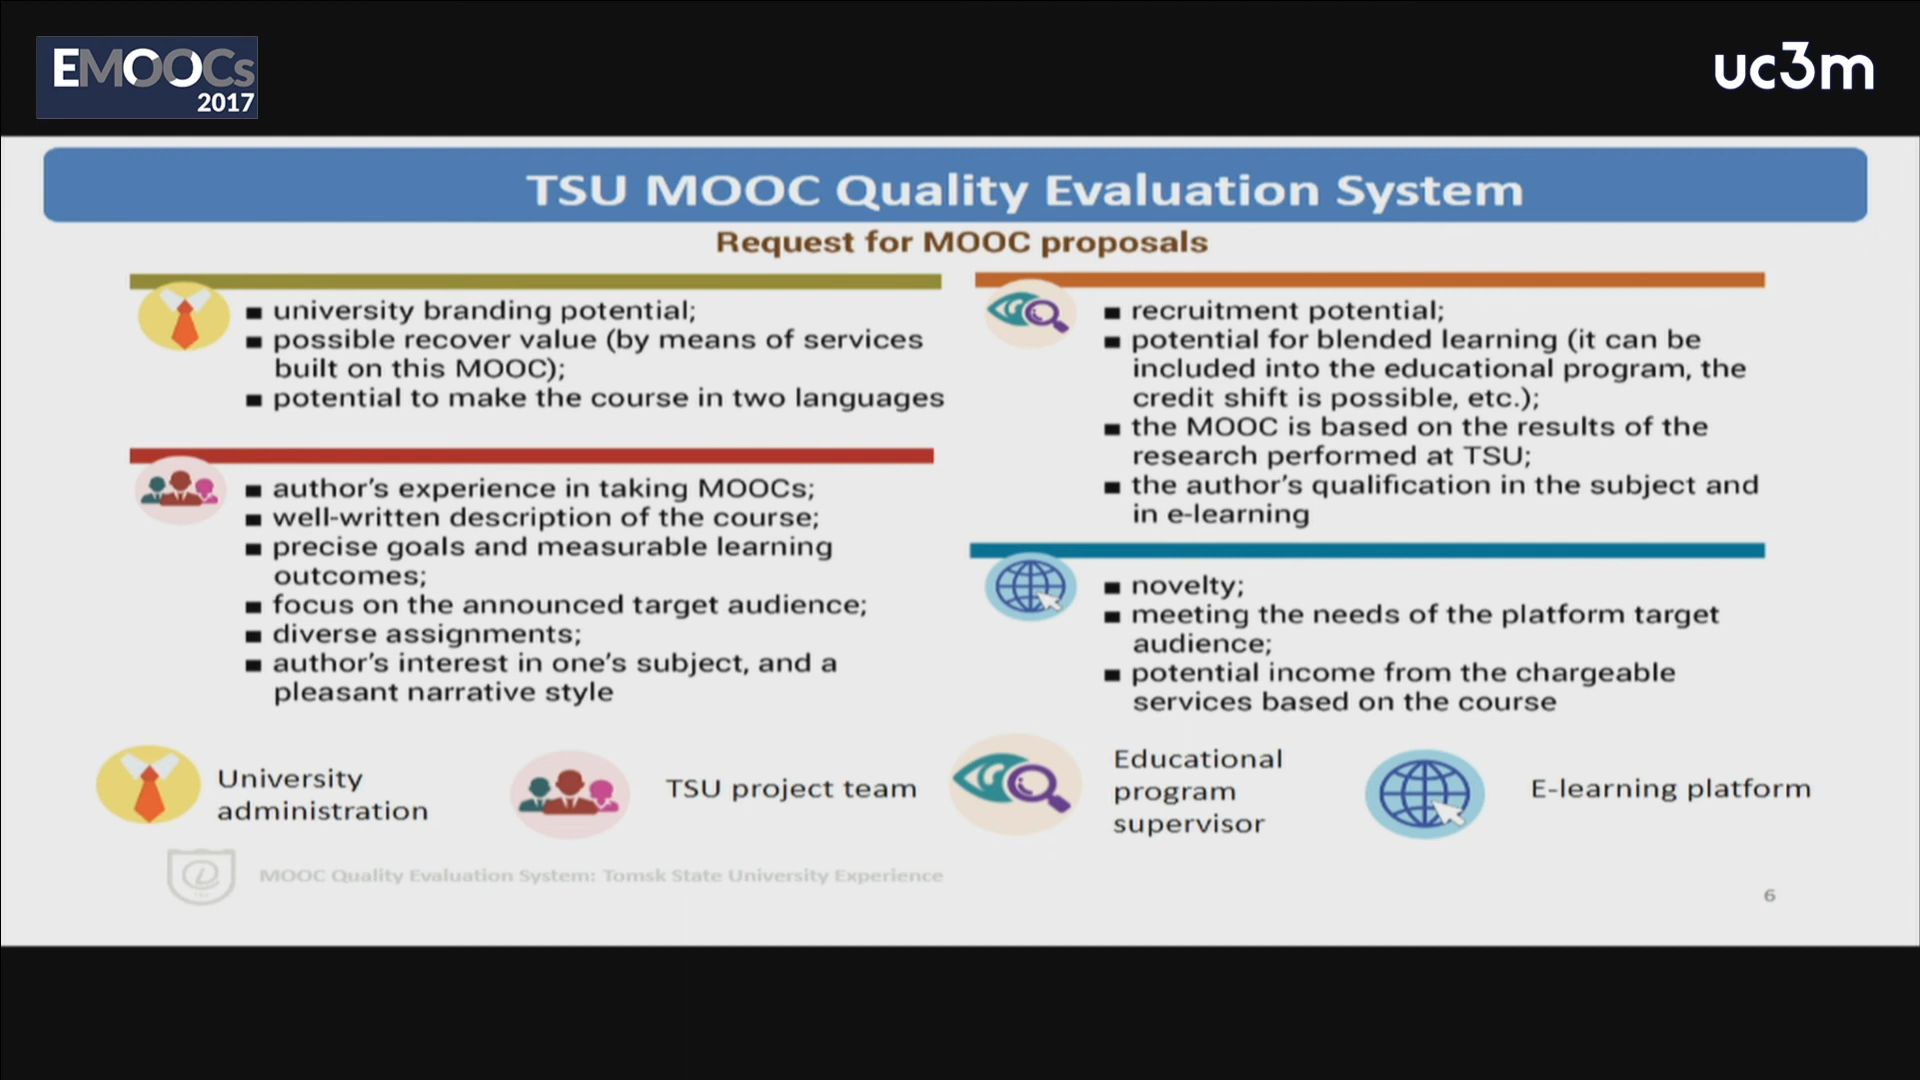 EMOOCs
2017
uc3m
TSU MOOC Quality Evaluation System
Request for MOOC proposals
university branding potential;
possible recover value (by means of services
built on this MOOC);
potential to make the course in two languages
author's experience in taking MOOCs;
well-written description of the course;
precise goals and measurable learning
outcomes;
focus on the announced target audience;
diverse assignments;
author's interest in one's subject, and a
pleasant narrative style
recruitment potential;
potential for blended learning (it can be
included into the educational program, the
credit shift is possible, etc.);
the MOOC is based on the results of the
research performed at TSU;
the author's qualification in the subject and
in e-learning
novelty;
meeting the needs of the platform target
audience;
potential income from the chargeable
services based on the course
University
administration
TSU project team
Educational
program
supervisor
E-learning platform
MOOC Quality Evaluation System: Tomsk State University Experience
6